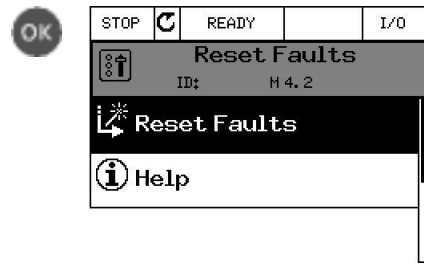 OK
STOP READY I/O
Reset Faults
ID: M 4.2
Reset Faults
Help